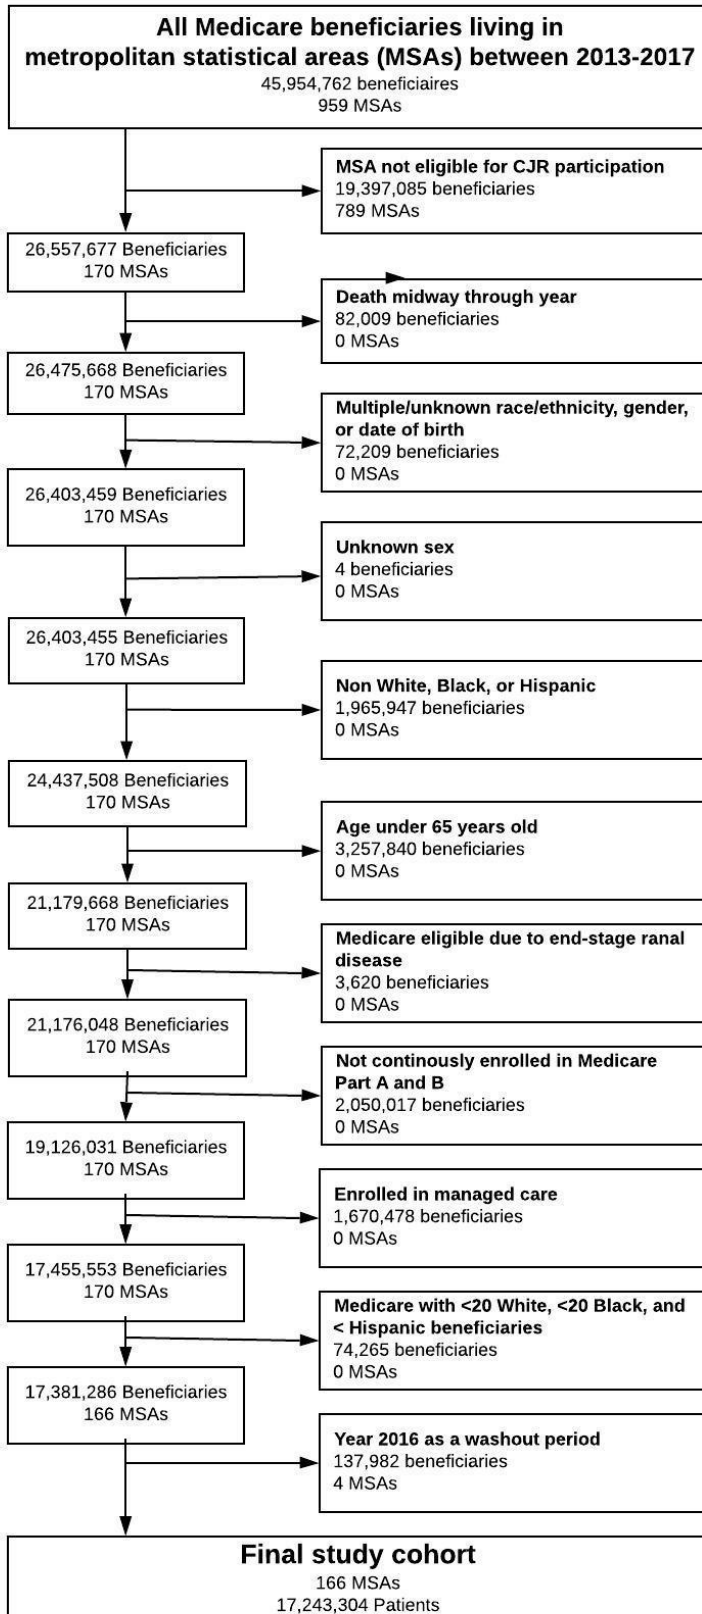 All Medicare beneficiaries living in
metropolitan statistical areas (MSAs) between 2013-2017
45,954,762 beneficiaires
959 MSAs
MSA not eligible for CJR participation
19,397,085 beneficiaries
789 MSAs
26,557,677 Beneficiaries
170 MSAs
Death midway through year
82,009 beneficiaries
0 MSAs
26,475,668 Beneficiaries
170 MSAs
Multiple/unknown race/ethnicity, gender,
or date of birth
72,209 beneficiaries
0 MSAs
26,403,459 Beneficiaries
170 MSAs
Unknown sex
4 beneficiaries
0 MSAs
26,403,455 Beneficiaries
170 MSAs
Non White, Black, or Hispanic
1,965,947 beneficiaries
0 MSAs
24,437,508 Beneficiaries
170 MSAs
Age under 65 years old
3,257,840 beneficiaries
0 MSAs
21,179,668 Beneficiaries
170 MSAs
Medicare eligible due to end-stage ranal
disease
3,620 beneficiaries
0 MSAs
21,176,048 Beneficiaries
170 MSAs
Not continously enrolled in Medicare
Part A and B
2,050,017 beneficiaries
0 MSAs
19,126,031 Beneficiaries
170 MSAs
Enrolled in managed care
1,670,478 beneficiaries
0 MSAs
17,455,553 Beneficiaries
170 MSAs
Medicare with <20 White, <20 Black, and
< Hispanic beneficiaries
74,265 beneficiaries
0 MSAs
17,381,286 Beneficiaries
166 MSAs
Year 2016 as a washout period
137,982 beneficiaries
4 MSAs
Final study cohort
166 MSAs
17,243,304 Patients